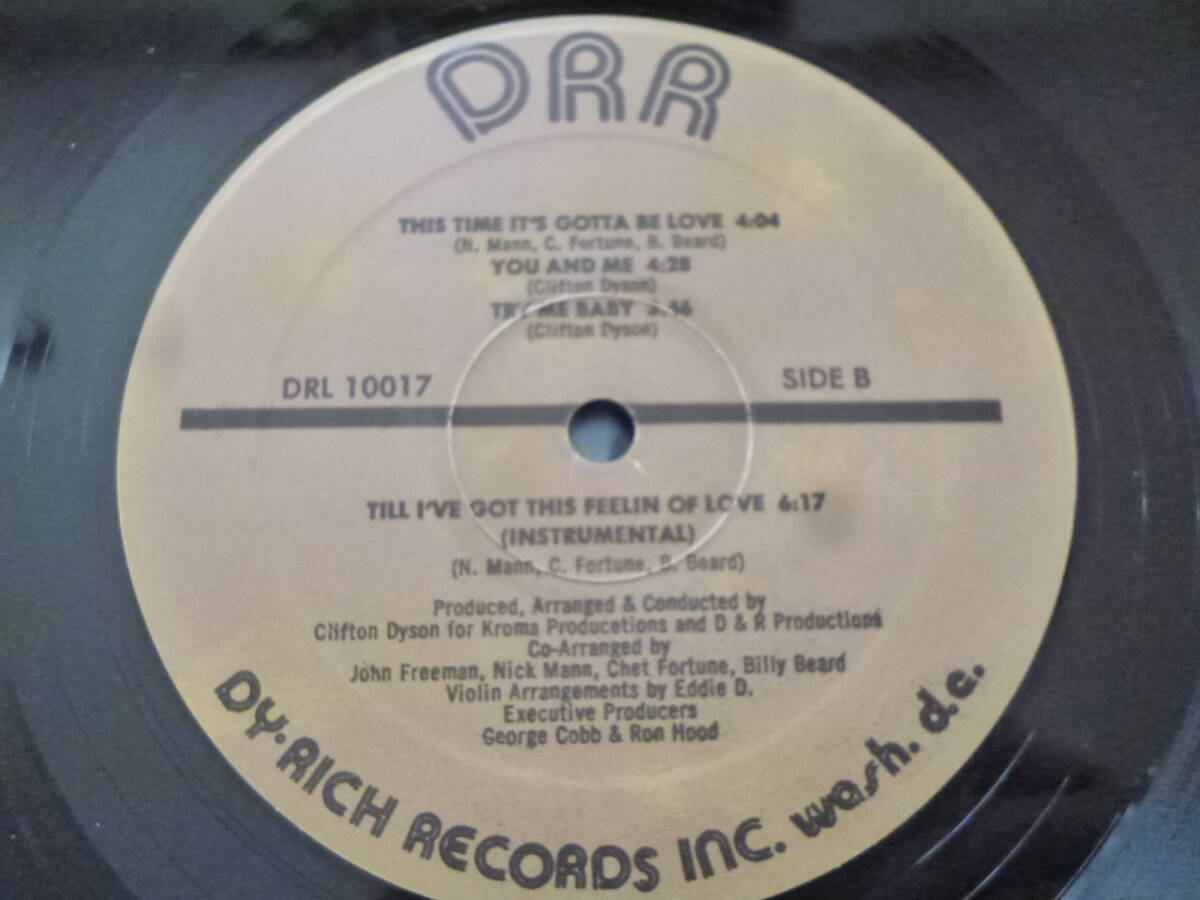 DRR
THIS TIME IT'S GOTTA BE LOVE 4:04
(N. Mann, C. Fortune, B. Beard)
YOU AND ME 4:28
(Clifton Dyson)
TRY ME BABY
(Clifton Dyson)
DRL 10017
SIDE B
TILL I'VE GOT THIS FEELIN OF LOVE 6:17
(INSTRUMENTAL)
(N. Mann, C. Fortune, B. Beard)
Produced, Arranged & Conducted by
Clifton Dyson for Kroma Producetions and D & R Productions
Co-Arranged by
John Freeman, Nick Mann, Chet Fortune, Billy Beard
Violin Arrangements by Eddie D.
Executive Producers
George Cobb & Ron Hood
DY·RICH RECORDS INC. wash. d.c.